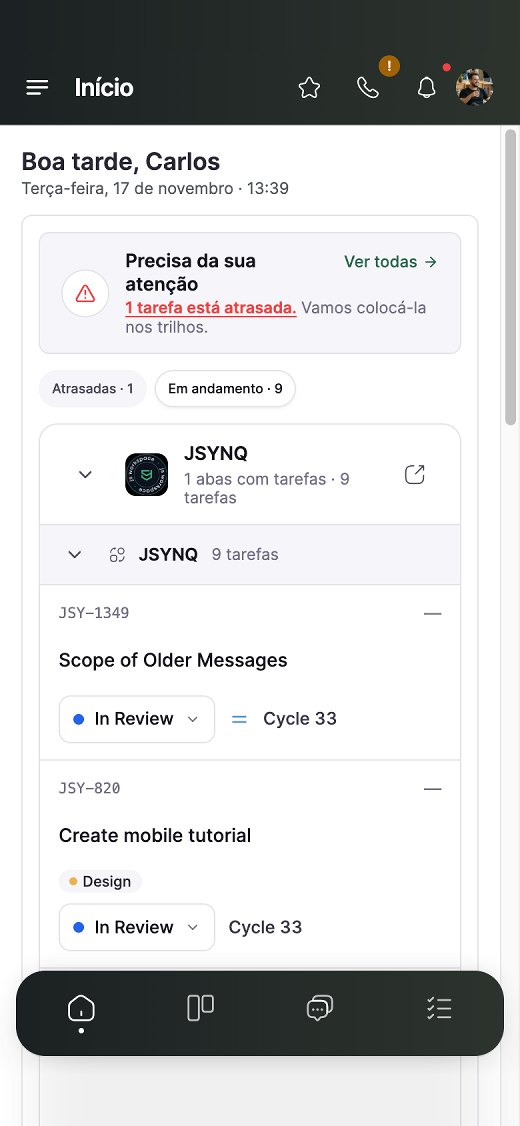 Início
!
Boa tarde, Carlos
Terça-feira, 17 de novembro · 13:39
Precisa da sua
atenção
Ver todas →
1 tarefa está atrasada. Vamos colocá-la
nos trilhos.
Atrasadas · 1
Em andamento · 9
JSYNQ
1 abas com tarefas · 9
tarefas
JSYNQ 9 tarefas
JSY-1349
Scope of Older Messages
In Review
Cycle 33
JSY-820
Create mobile tutorial
Design
In Review
Cycle 33